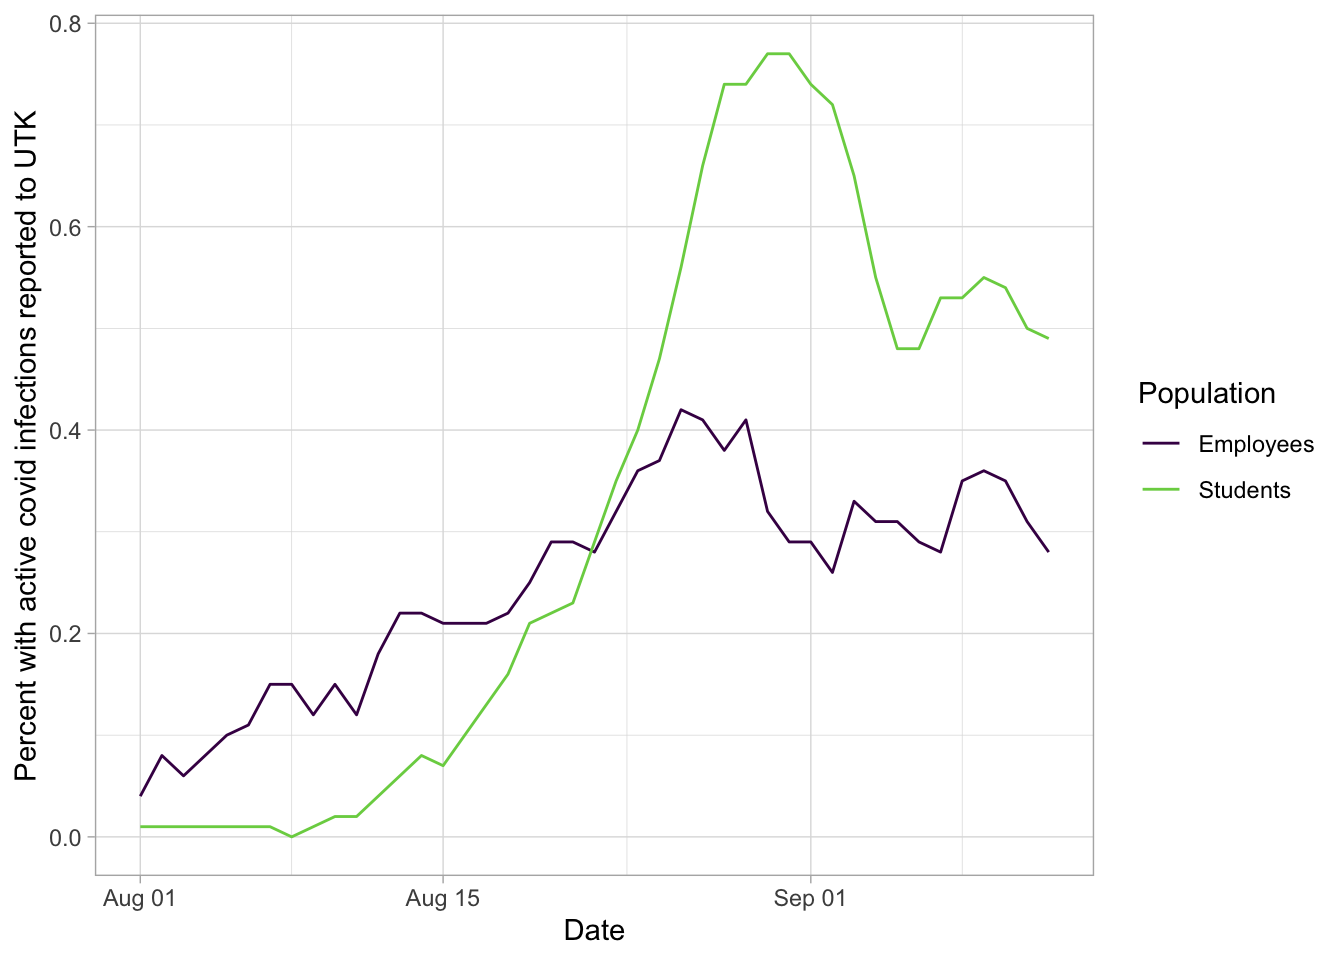 Percent with active covid infections reported to UTK
0.8
0.6
0.4
0.2
0.0
Aug 01
Aug 15
Sep 01
Date
Population
Employees
Students